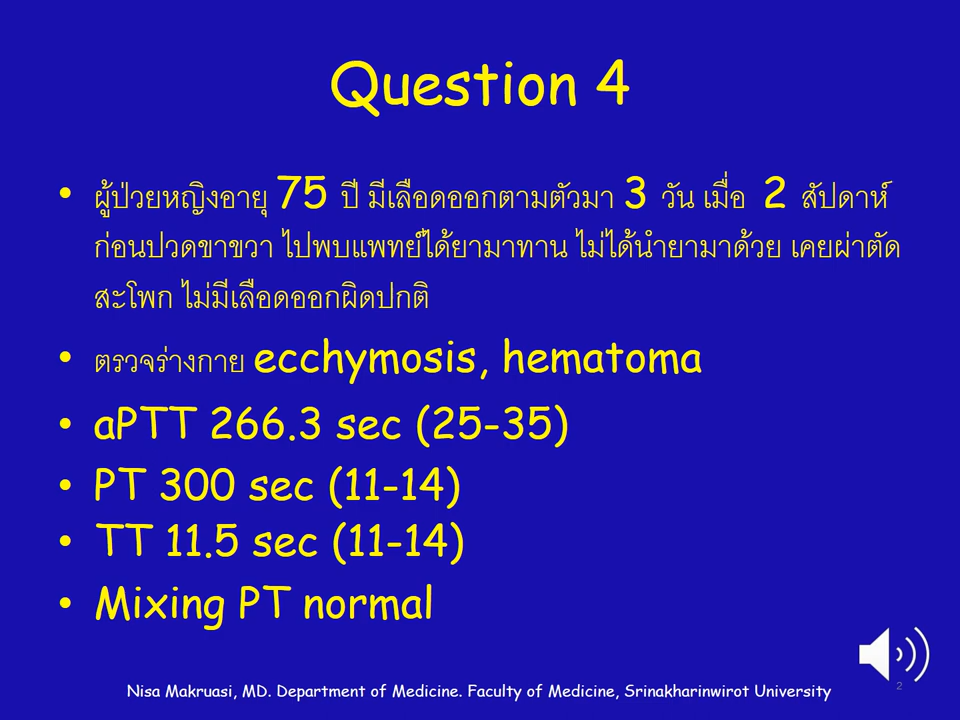 Question 4
• ผู้ป่วยหญิงอายุ 75 ปี มีเลือดออกตามตัวมา 3 วัน เมื่อ 2 สัปดาห์
ก่อนปวดขาขวา ไปพบแพทย์ได้ยามาทาน ไม่ได้นำยามาด้วย เคยผ่าตัด
สะโพก ไม่มีเลือดออกผิดปกติ
• ตรวจร่างกาย ecchymosis, hematoma
• aPTT 266.3 sec (25-35)
• PT 300 sec (11-14)
• TT 11.5 sec (11-14)
• Mixing PT normal
Nisa Makruasi, MD. Department of Medicine. Faculty of Medicine, Srinakharinwirot University
2